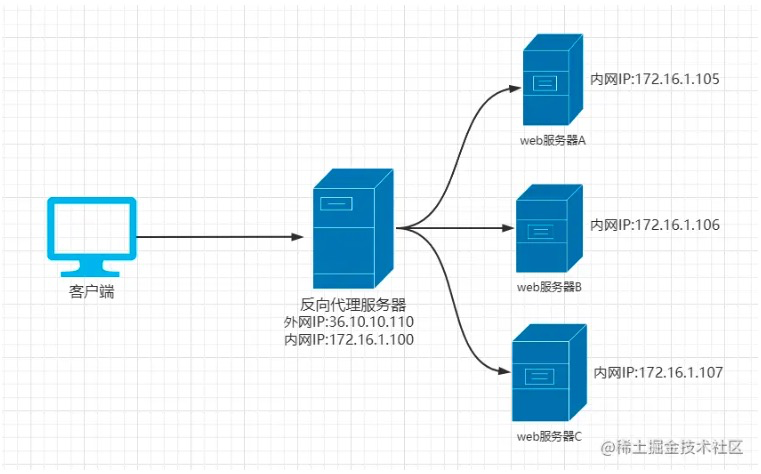 内网IP:172.16.1.105
web服务器A
内网IP:172.16.1.106
web服务器B
客户端
反向代理服务器
外网IP:36.10.10.110
内网IP:172.16.1.100
内网IP:172.16.1.107
web服务器C
@稀土掘金技术社区